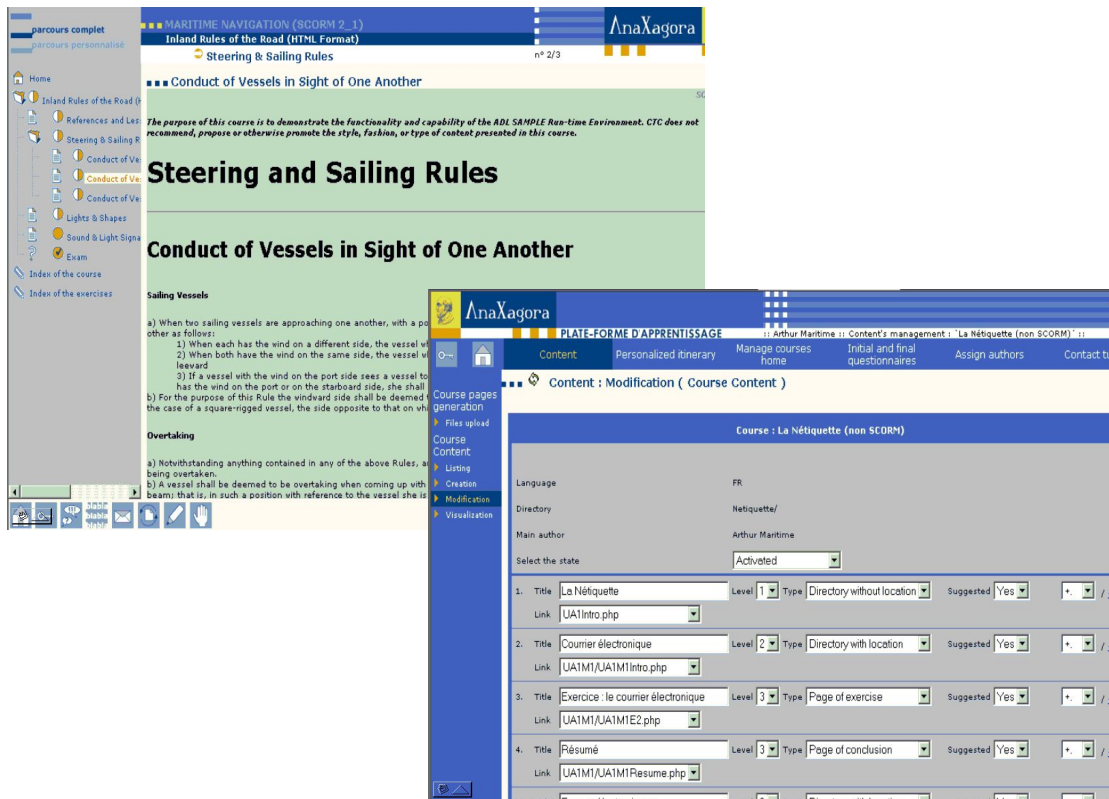 parcours complet
parcours personnalisé
Home
Inland Rules of the Road (
References and Les
Steering & Sailing R
Conduct of Ve
Conduct of Ve
Conduct of Ve
Lights & Shapes
Sound & Light Signa
Exam
Index of the course
Index of the exercises
MARITIME NAVIGATION (SCORM 2_1)
AnaXagora
Inland Rules of the Road (HTML Format)
Steering & Sailing Rules
n° 2/3
Conduct of Vessels in Sight of One Another
SC
The purpose of this course is to demonstrate the functionality and capability of the ADL SAMPLE Run-time Environment. CTC does not
recommend, propose or otherwise promote the style, fashion, or type of content presented in this course.
Steering and Sailing Rules
Conduct of Vessels in Sight of One Another
Sailing Vessels
a) When two sailing vessels are approaching one another, with a po
other as follows:
1) When each has the wind on a different side, the vessel w
2) When both have the wind on the same side, the vessel w
leevard
3) If a vessel with the wind on the port side sees a vessel to
has the wind on the port or on the starboard side, she shall
b) For the purpose of this Rule the windvard side shall be deemed
the case of a square-rigged vessel, the side opposite to that on whi
Overtaking
a) Notwithstanding anything contained in any of the above Rules, a
being overtaken.
b) A vessel shall be deemed to be overtaking when coming up with
beam; that is, in such a position with reference to the vessel she is
blabla
blabla
AnaXagora
PLATE-FORME D'APPRENTISSAGE
:: Arthur Maritime :: Content's management : `La Nétiquette (non SCORM)` ::
Content
Personalized itinerary
Manage courses home
Initial and final questionnaires
Assign authors
Contact tu
Content : Modification ( Course Content )
Course pages
generation
Files upload
Course
Content
Listing
Creation
Modification
Visualization
Course : La Nétiquette (non SCORM)
Language FR
Directory Netiquette/
Main author Arthur Maritime
Select the state Activated
1. Title La Nétiquette Level 1 Type Directory without location Suggested Yes +. /
Link UA1Intro.php
2. Title Courrier électronique Level 2 Type Directory with location Suggested Yes +. /
Link UA1M1/UA1M1Intro.php
3. Title Exercice : le courrier électronique Level 3 Type Page of exercise Suggested Yes +. /
Link UA1M1/UA1M1E2.php
4. Title Résumé Level 3 Type Page of conclusion Suggested Yes +. /
Link UA1M1/UA1M1Resume.php